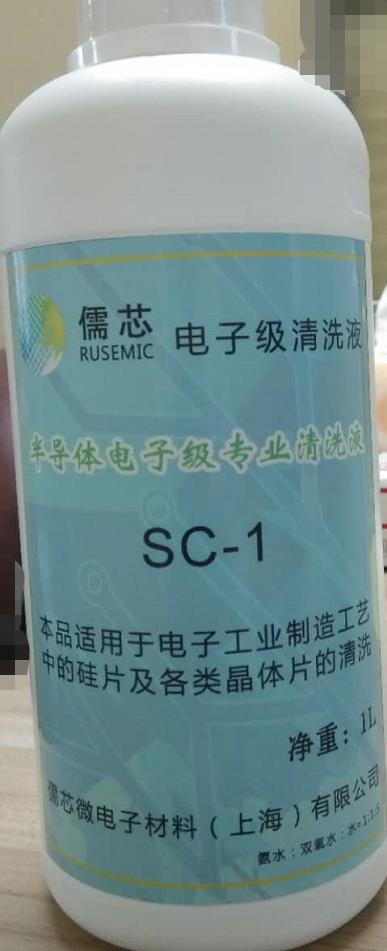 儒芯
RUSEMIC
电子级清洗液
半导体电子级专业清洗液
SC-1
本品适用于电子工业制造工艺
中的硅片及各类晶体片的清洗
净重：1L
儒芯微电子材料（上海）有限公司
氨水：双氧水：水=1:1:5